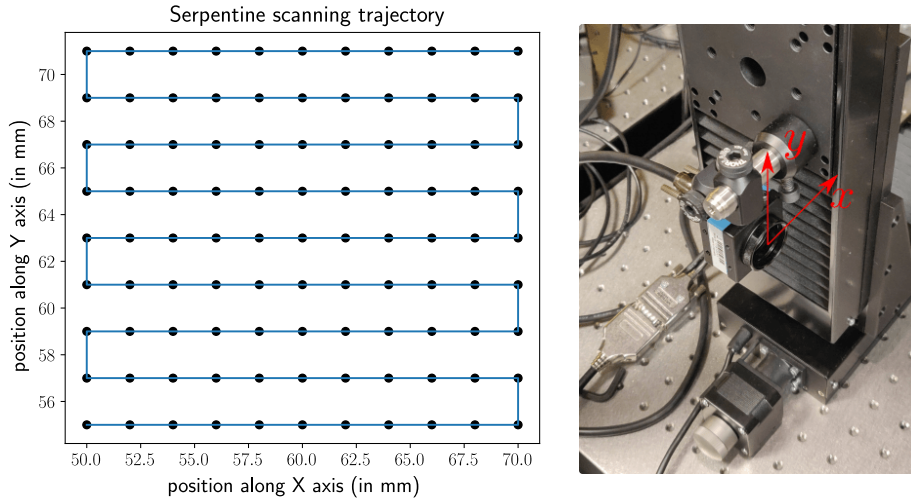 Serpentine scanning trajectory
position along Y axis (in mm)
70
68
66
64
62
60
58
56
50.0 52.5 55.0 57.5 60.0 62.5 65.0 67.5 70.0
position along X axis (in mm)
y
x